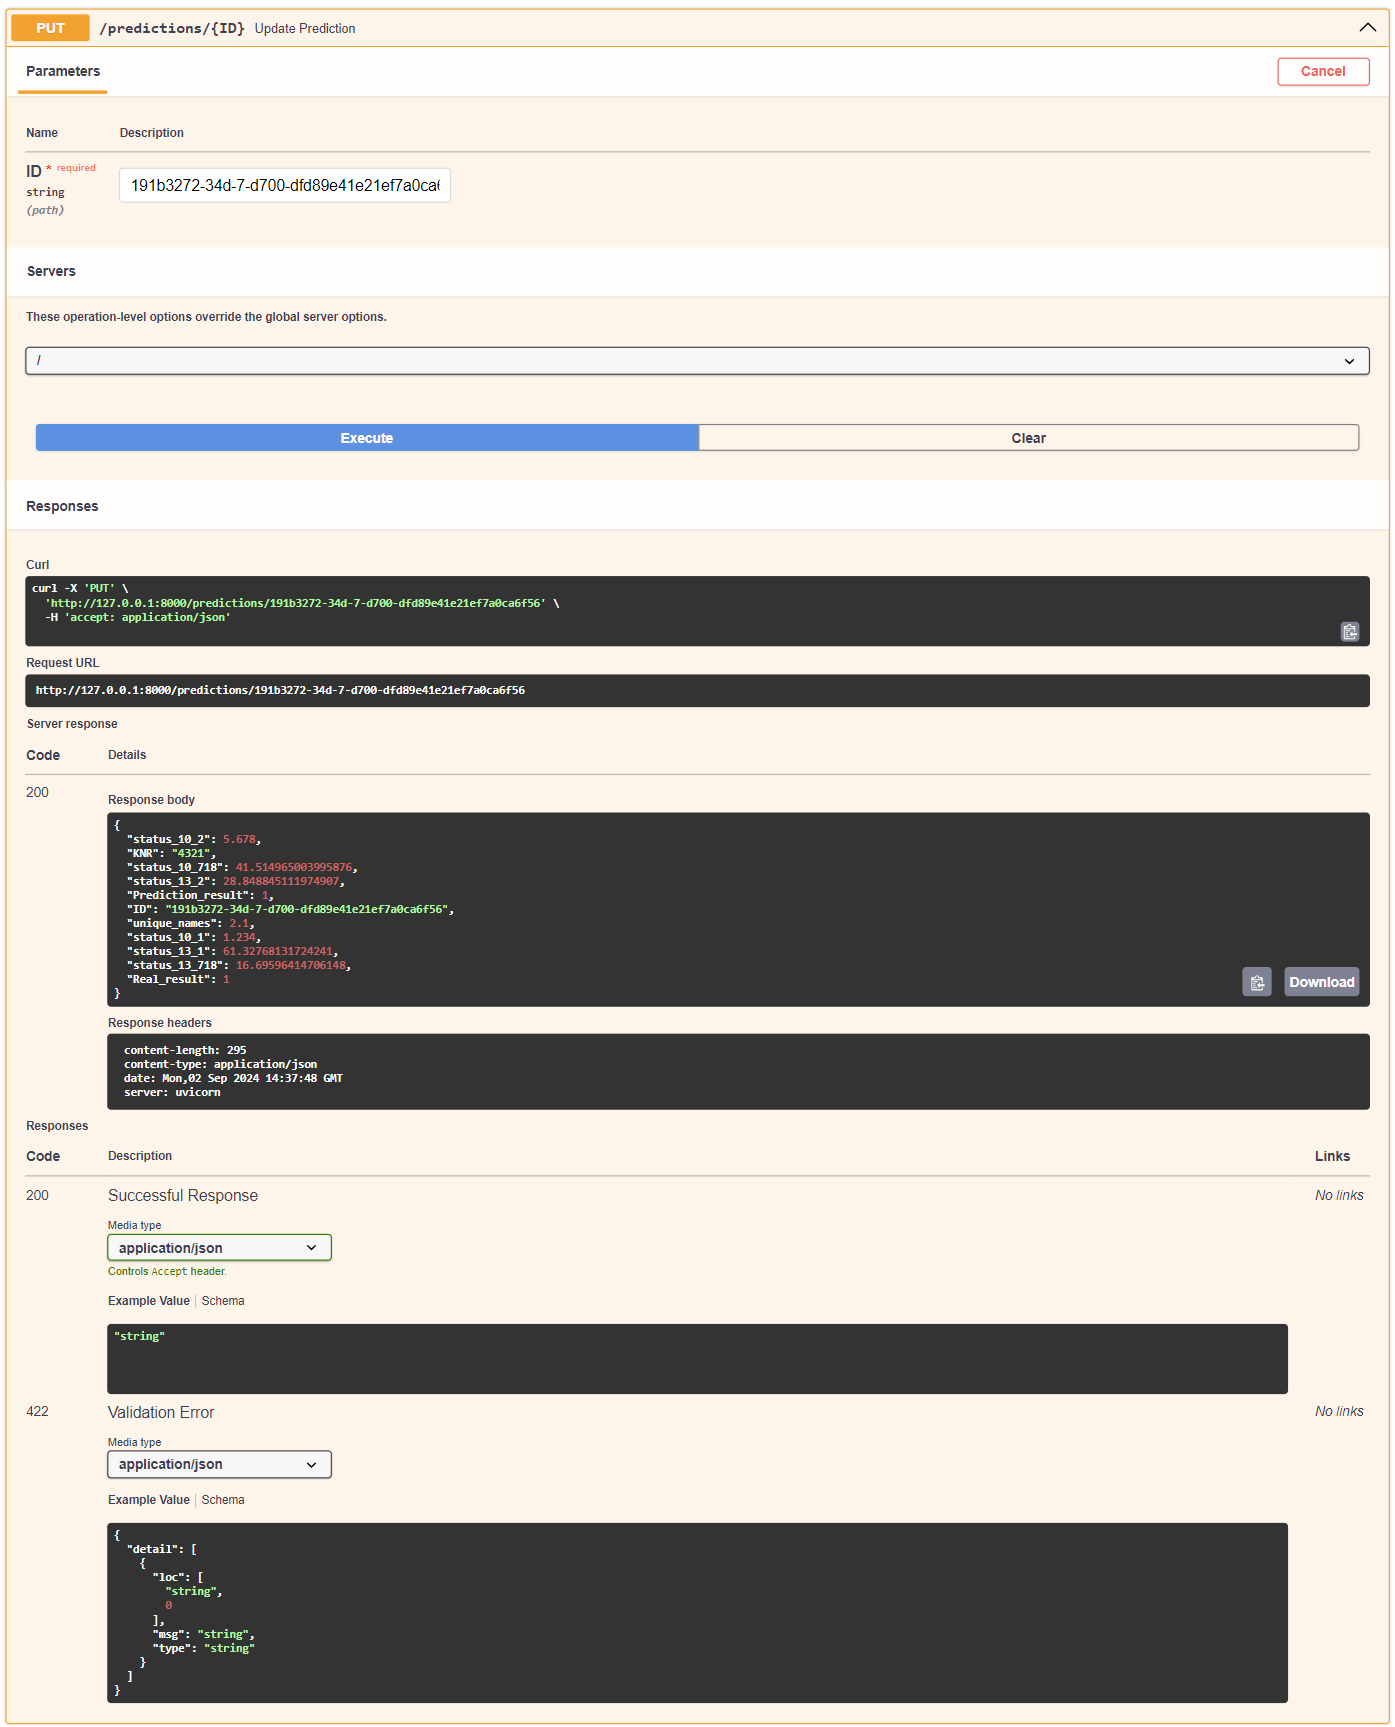 PUT /predictions/{ID} Update Prediction
Parameters
Cancel
Name Description
ID * required
string
(path)
191b3272-34d-7-d700-dfd89e41e21ef7a0ca6
Servers
These operation-level options override the global server options.
/
Execute Clear
Responses
Curl
curl -X 'PUT' \
'http://127.0.0.1:8000/predictions/191b3272-34d-7-d700-dfd89e41e21ef7a0ca6f56' \
-H 'accept: application/json'
Request URL
http://127.0.0.1:8000/predictions/191b3272-34d-7-d700-dfd89e41e21ef7a0ca6f56
Server response
Code Details
200
Response body
{
"status_10_2": 5.678,
"KNR": "4321",
"status_10_718": 41.514965003995876,
"status_13_2": 28.848845111974907,
"Prediction_result": 1,
"ID": "191b3272-34d-7-d700-dfd89e41e21ef7a0ca6f56",
"unique_names": 2.1,
"status_10_1": 1.234,
"status_13_1": 61.32768131724241,
"status_13_718": 16.69596414706148,
"Real_result": 1
}
Download
Response headers
content-length: 295
content-type: application/json
date: Mon,02 Sep 2024 14:37:48 GMT
server: uvicorn
Responses
Code Description Links
200 Successful Response No links
Media type
application/json
Controls Accept header.
Example Value | Schema
"string"
422 Validation Error No links
Media type
application/json
Example Value | Schema
{
"detail": [
{
"loc": [
"string",
0
],
"msg": "string",
"type": "string"
}
]
}